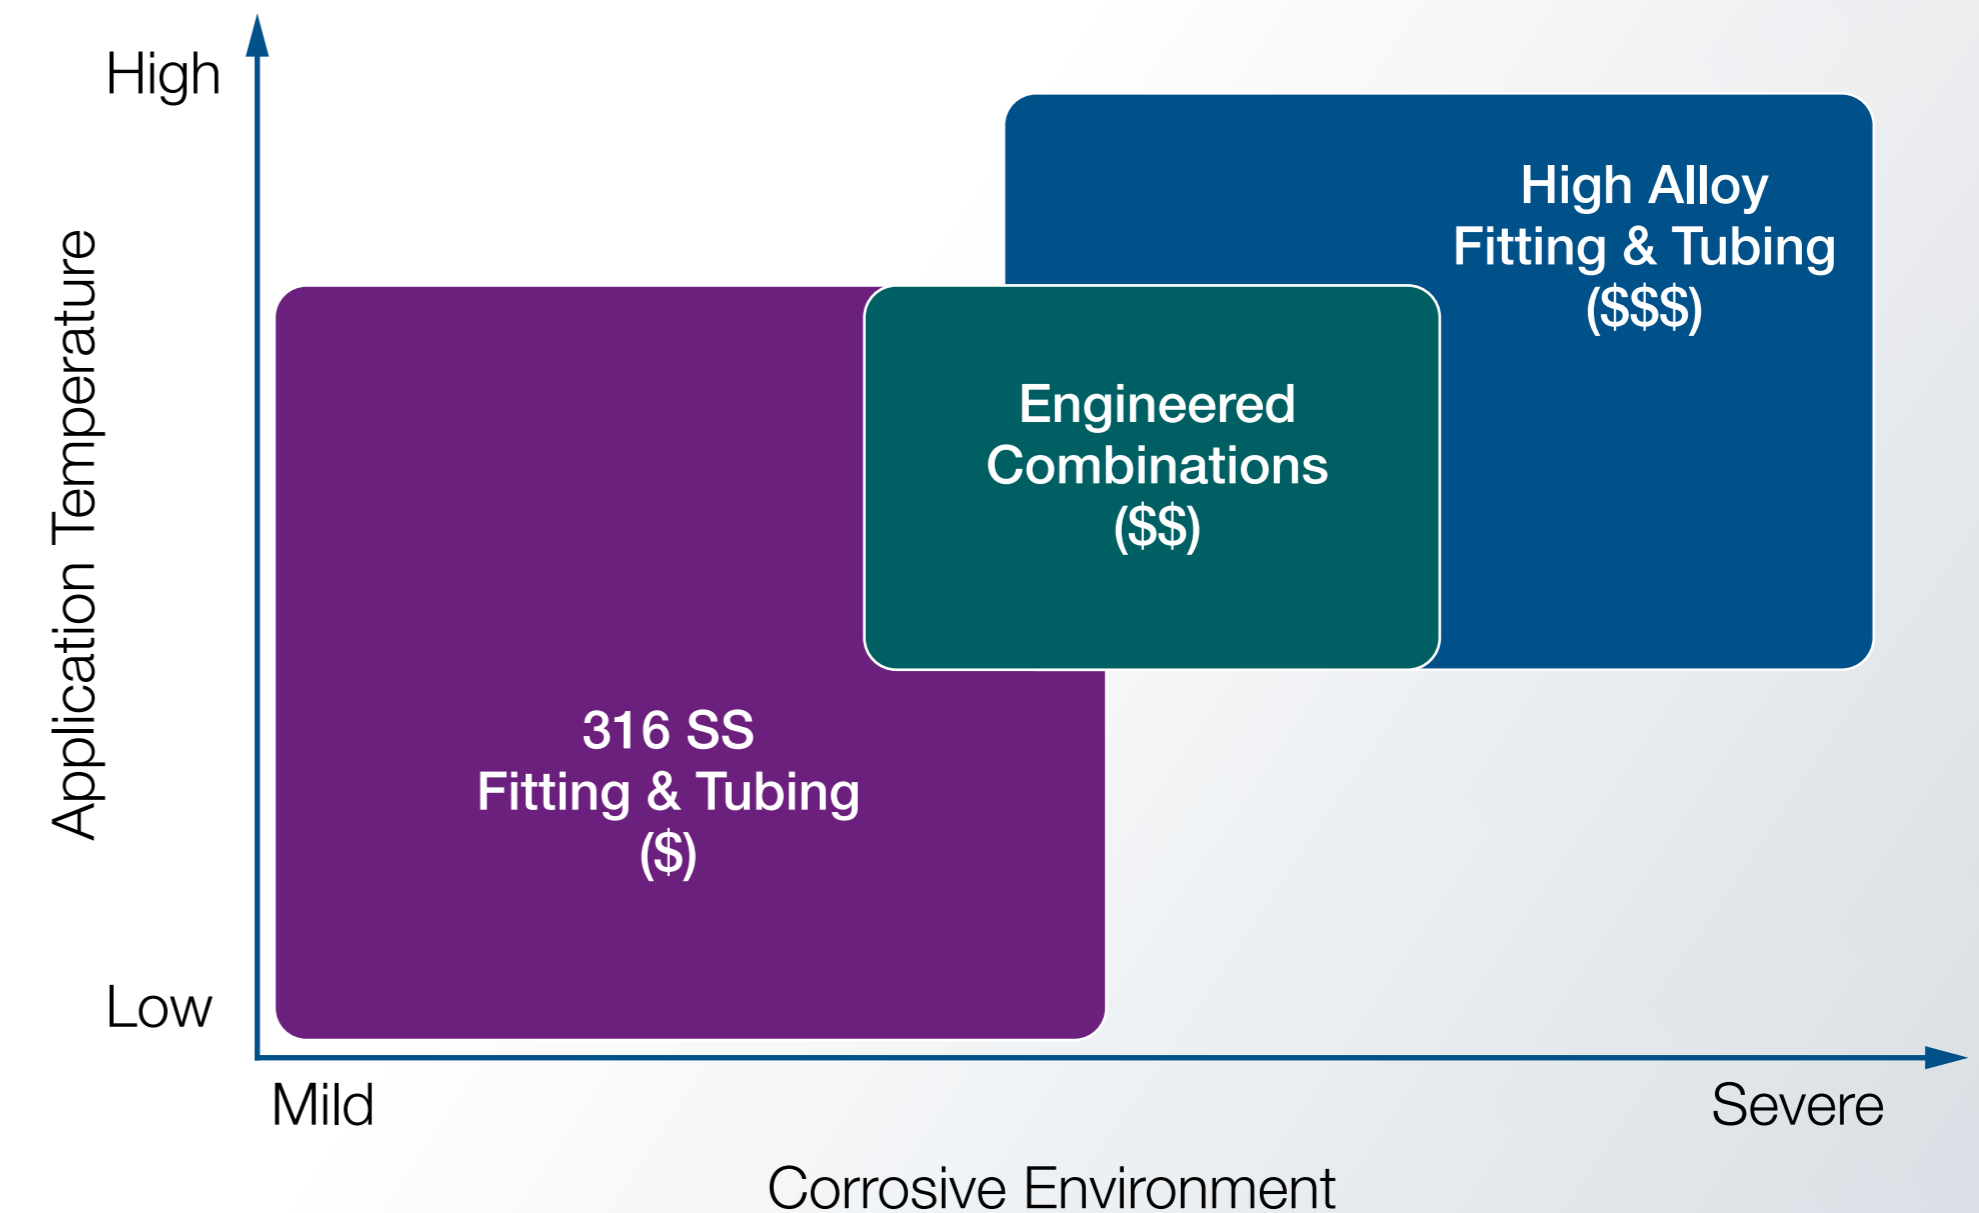 High
High Alloy
Fitting & Tubing
($$$)
Engineered
Combinations
($$)
Application Temperature
316 SS
Fitting & Tubing
($)
Low
Mild
Severe
Corrosive Environment